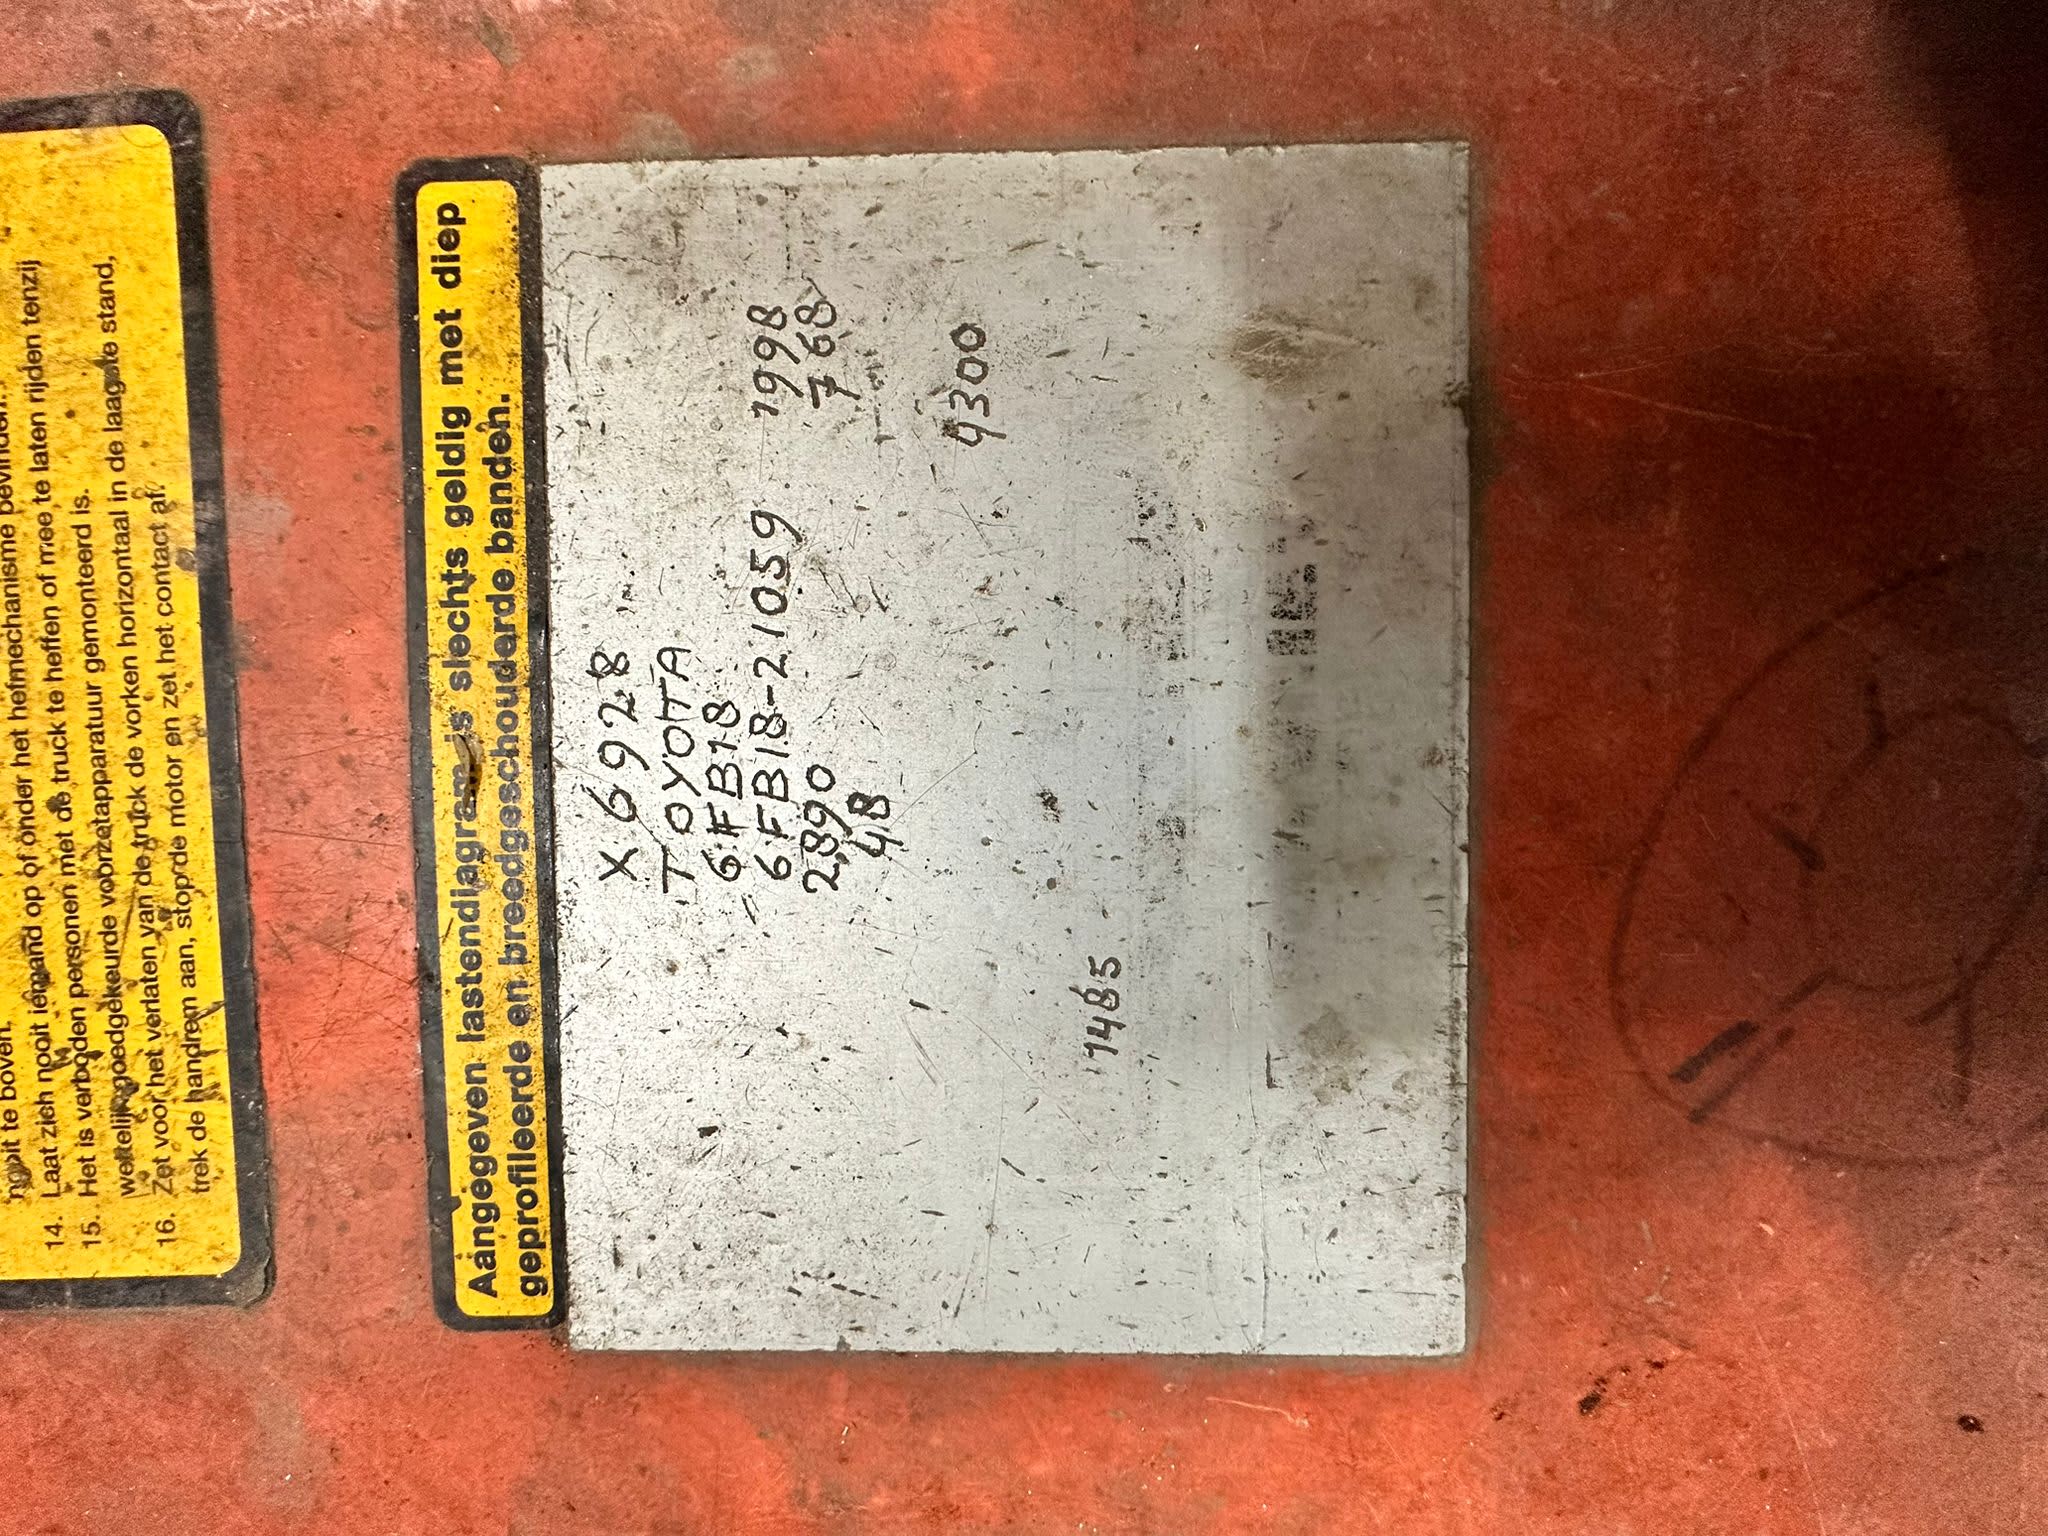 nooit te boven.
14. Laat zich nooit iemand op of onder het hefmechanisme bevinden.
15. Het is verboden personen met de truck te heffen of mee te laten rijden tenzij
wettelijk goedgekeurde voorzetapparatuur gemonteerd is.
16. Zet voor het verlaten van de truck de vorken horizontaal in de laagste stand,
trek de handrem aan, stop de motor en zet het contact af.
Aangegeven lastendiagram is slechts geldig met diep
geprofileerde en breedgeschouderde banden.
X6928
TOYOTA
6FB18
6FB18-21059 1998
2890 768
48
4300
1485